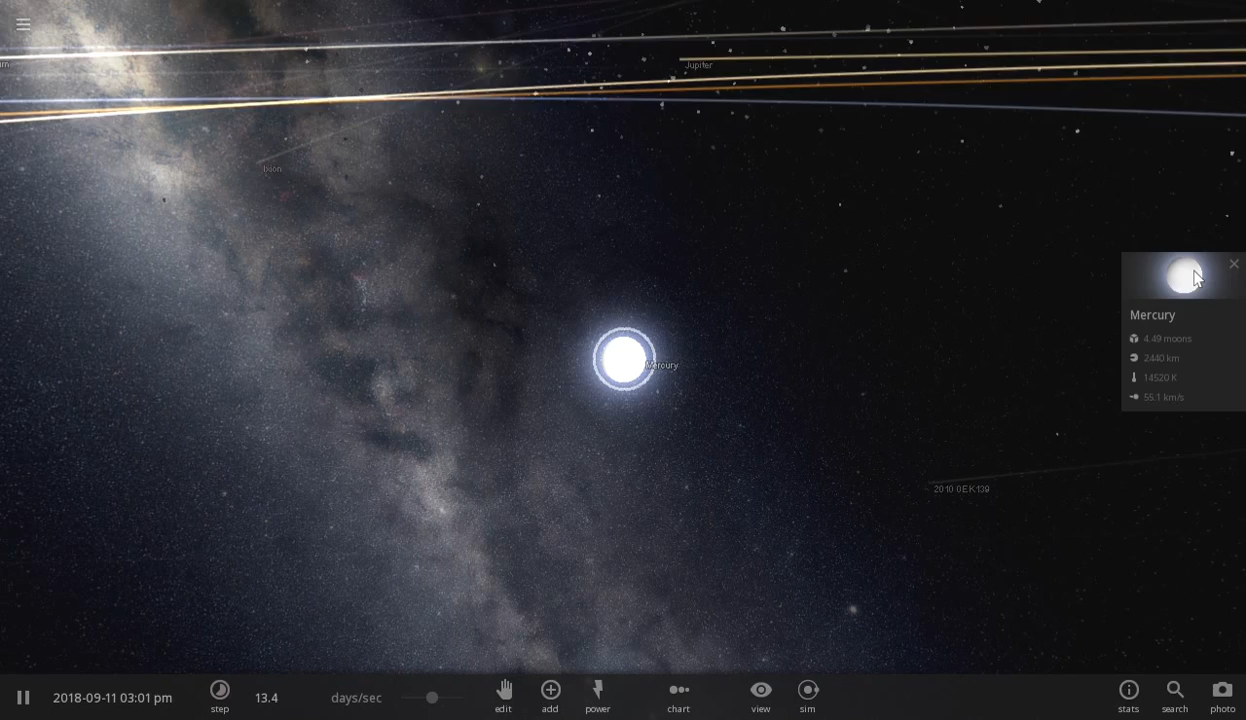 Jupiter
Mercury
Mercury
4.49 moons
2440 km
14520 K
55.1 km/s
2010 0EK139
2018-09-11 03:01 pm
step
13.4
days/sec
edit
add
power
chart
view
sim
stats
search
photo